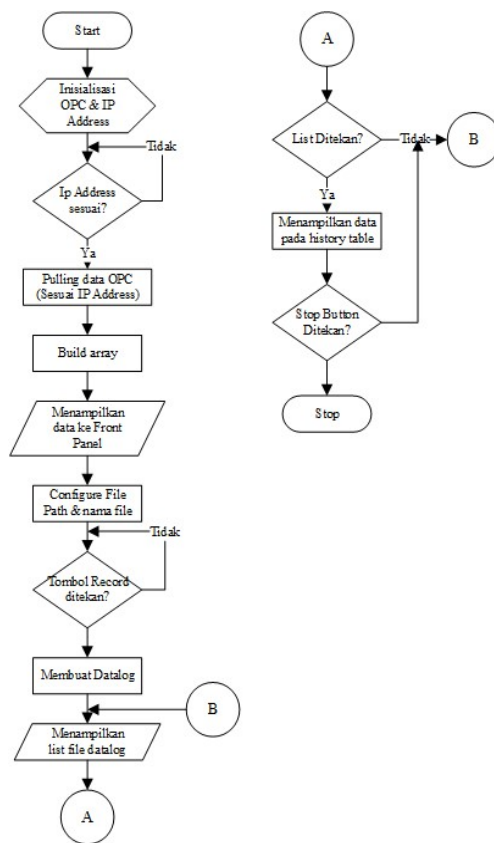 Start
Inisialisasi
OPC & IP
Address
Tidak
Ip Address
sesuai?
Ya
Pulling data OPC
(Sesuai IP Address)
Build array
Menampilkan
data ke Front
Panel
Configure File
Path & nama file
Tidak
Tombol Record
ditekan?
Membuat Datalog
B
Menampilkan
list file datalog
A
A
List Ditekan?
Tidak
B
Ya
Menampilkan data
pada history table
Stop Button
Ditekan?
Stop